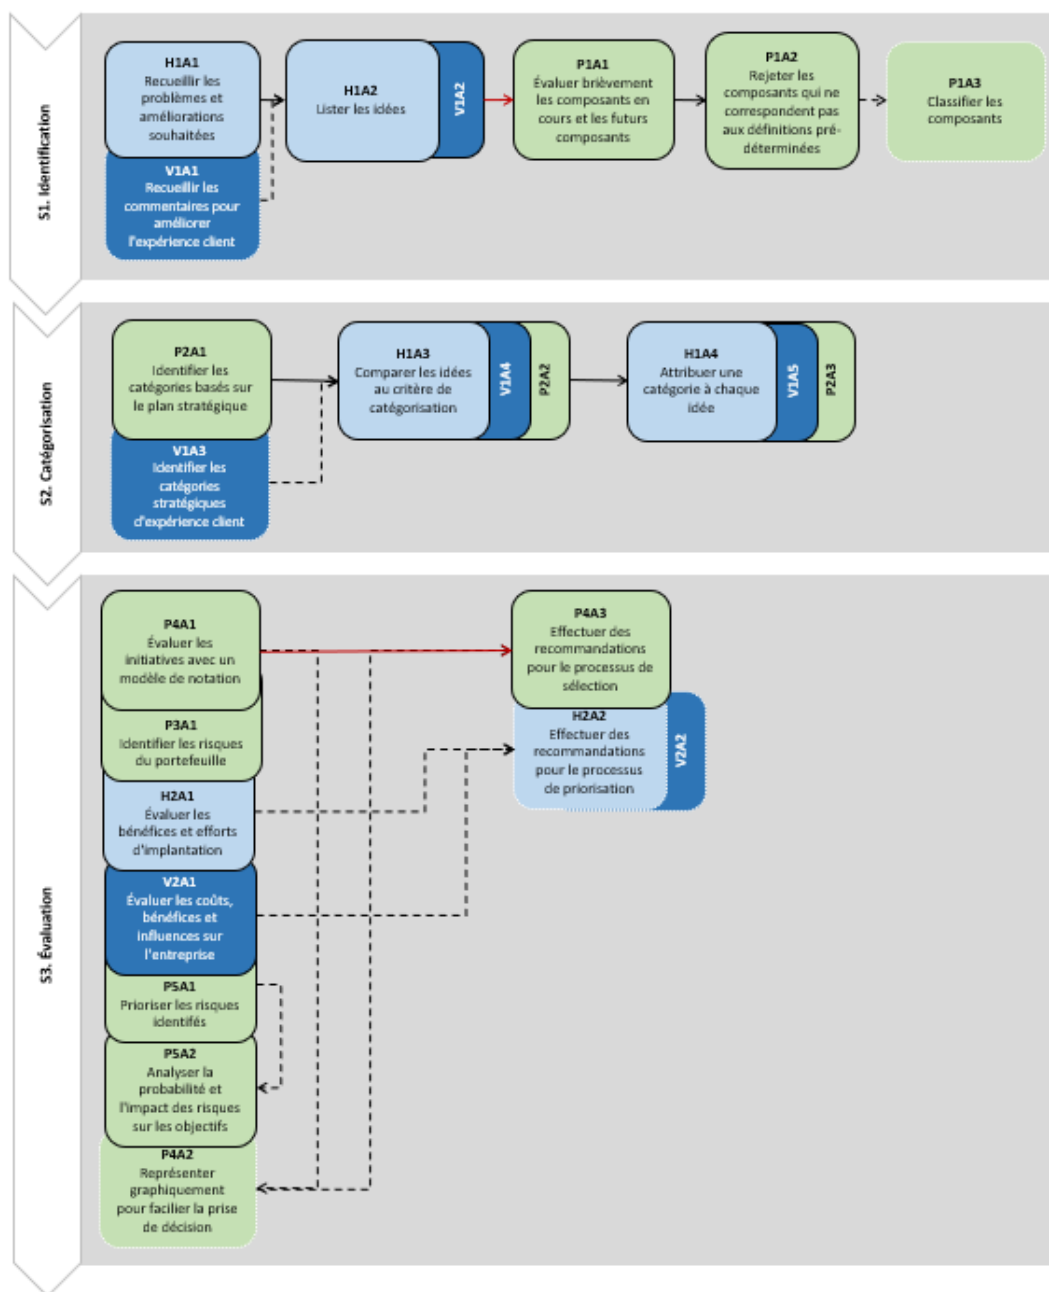 S1. Identification
H1A1
Recueillir les
problèmes et
améliorations
souhaitées
V1A1
Recueillir les
commentaires pour
améliorer
l'expérience client
H1A2
Lister les idées
V1A2
P1A1
Évaluer brièvement
les composants en
cours et les futurs
composants
P1A2
Rejeter les
composants qui ne
correspondent pas
aux définitions pré-
déterminées
P1A3
Classifier les
composants
S2. Catégorisation
P2A1
Identifier les
catégories basés sur
le plan stratégique
V1A3
Identifier les
catégories
stratégiques
d'expérience client
H1A3
Comparer les idées
au critère de
catégorisation
V1A4
P2A2
H1A4
Attribuer une
catégorie à chaque
idée
V1A5
P2A3
S3. Évaluation
P4A1
Évaluer les
initiatives avec un
modèle de notation
P3A1
Identifier les risques
du portefeuille
H2A1
Évaluer les
bénéfices et efforts
d'implantation
V2A1
Évaluer les coûts,
bénéfices et
influences sur
l'entreprise
P5A1
Prioriser les risques
identifés
P5A2
Analyser la
probabilité et
l'impact des risques
sur les objectifs
P4A2
Représenter
graphiquement
pour facilier la prise
de décision
P4A3
Effectuer des
recommandations
pour le processus de
sélection
H2A2
Effectuer des
recommandations
pour le processus
de priorisation
V2A2